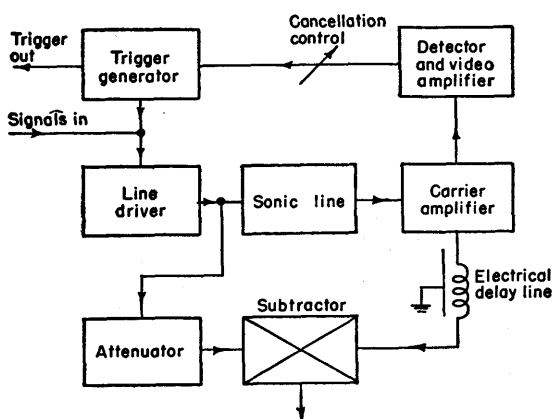 Cancellation
control
Trigger
out
Trigger
generator
Detector
and video
amplifier
Signals in
Line
driver
Sonic line
Carrier
amplifier
Electrical
delay line
Subtractor
Attenuator